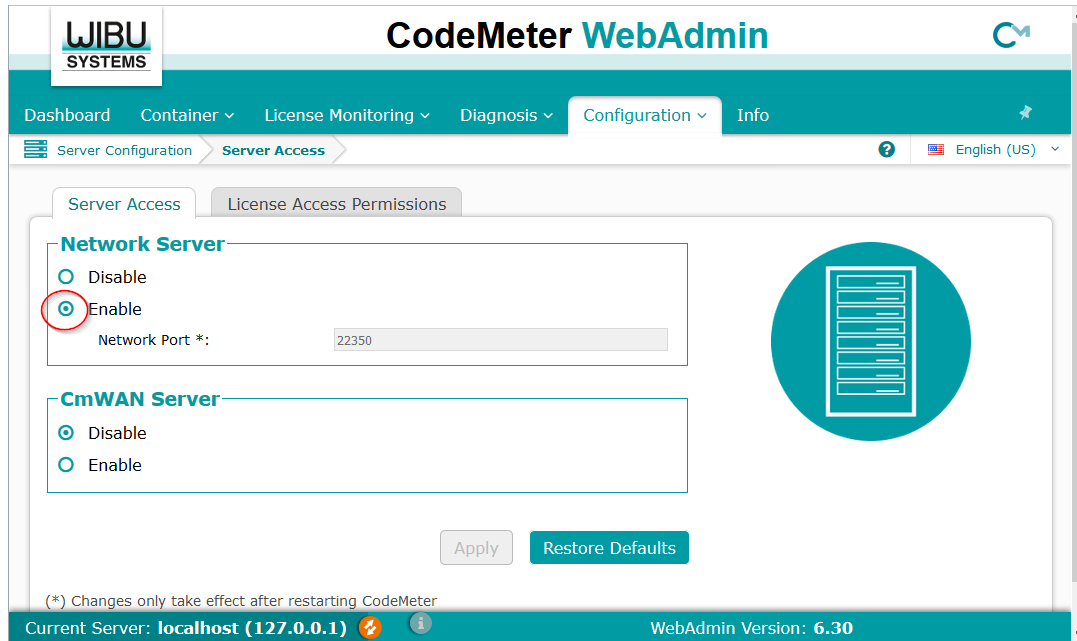 WIBU
SYSTEMS
CodeMeter WebAdmin
CM
Dashboard Container License Monitoring Diagnosis Configuration Info
Server Configuration Server Access ? English (US)
Server Access License Access Permissions
Network Server
Disable
Enable
Network Port *: 22350
CmWAN Server
Disable
Enable
Apply Restore Defaults
(*) Changes only take effect after restarting CodeMeter
Current Server: localhost (127.0.0.1) i WebAdmin Version: 6.30